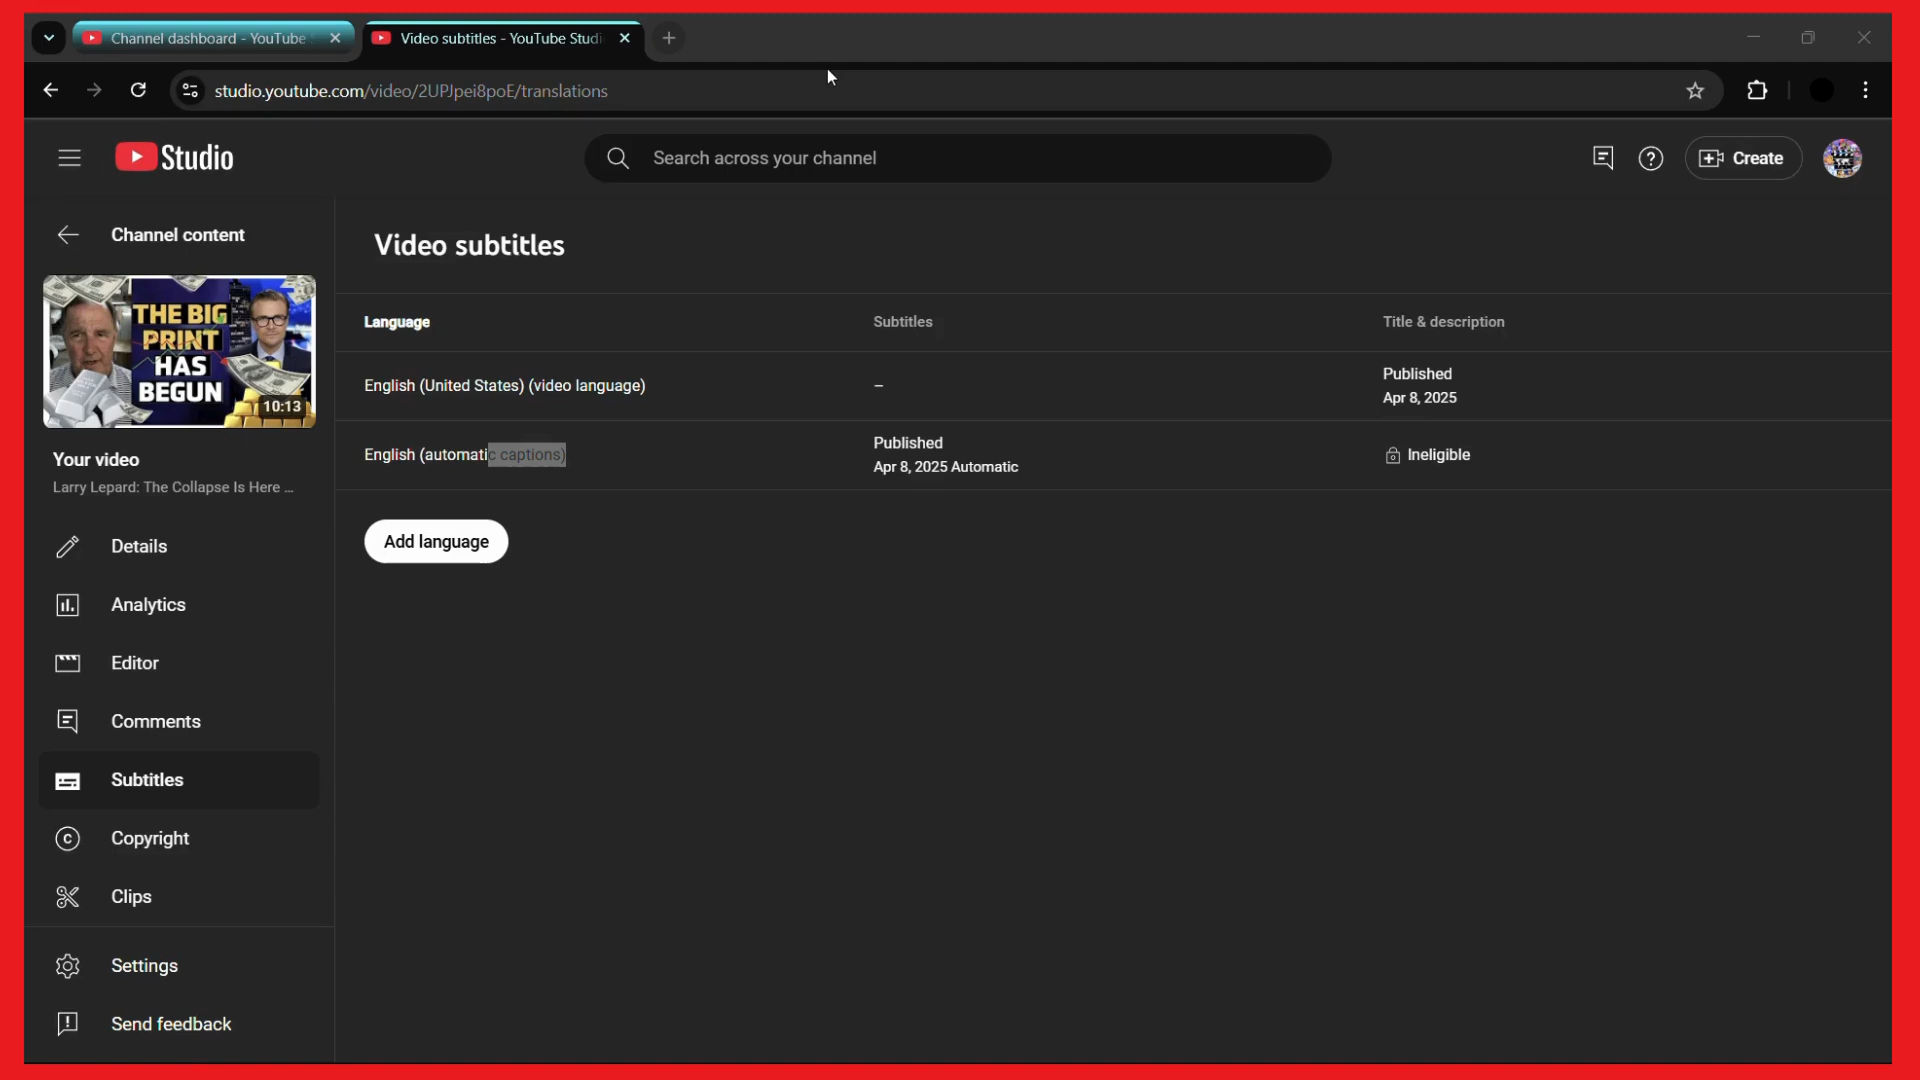 Channel dashboard - YouTube
Video subtitles - YouTube Studi
studio.youtube.com/video/2UPJpei8poE/translations
Studio
Search across your channel
Create
Channel content
Video subtitles
THE BIG
PRINT
HAS
BEGUN
10:13
Language
Subtitles
Title & description
English (United States) (video language)
–
Published
Apr 8, 2025
English (automatic captions)
Published
Apr 8, 2025 Automatic
Ineligible
Your video
Larry Lepard: The Collapse Is Here ...
Add language
Details
Analytics
Editor
Comments
Subtitles
Copyright
Clips
Settings
Send feedback